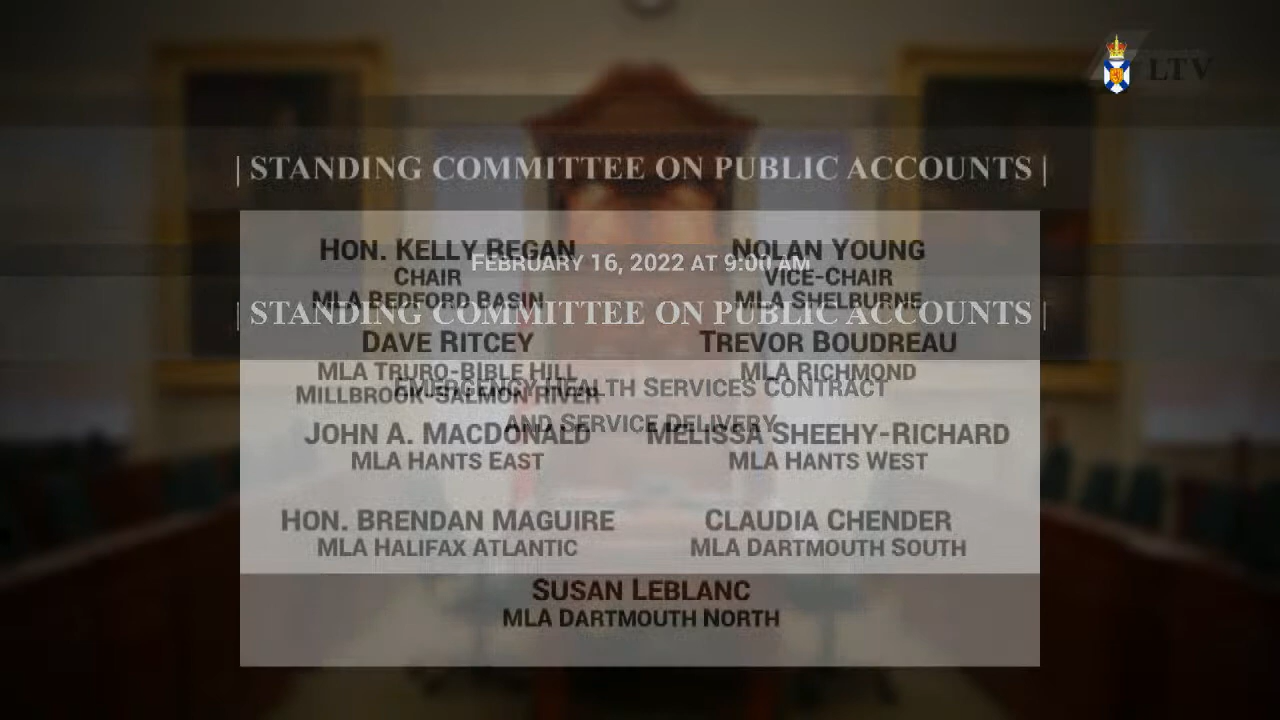 LTV
| STANDING COMMITTEE ON PUBLIC ACCOUNTS |
HON. KELLY REGAN
CHAIR
MLA BEDFORD BASIN
NOLAN YOUNG
VICE-CHAIR
MLA SHELBURNE
FEBRUARY 16, 2022 AT 9:00 AM
| STANDING COMMITTEE ON PUBLIC ACCOUNTS |
DAVE RITCEY
MLA TRURO-BIBLE HILL
MILLBROOK-SALMON RIVER
TREVOR BOUDREAU
MLA RICHMOND
EMERGENCY HEALTH SERVICES CONTRACT
AND SERVICE DELIVERY
JOHN A. MACDONALD
MLA HANTS EAST
MELISSA SHEEHY-RICHARD
MLA HANTS WEST
HON. BRENDAN MAGUIRE
MLA HALIFAX ATLANTIC
CLAUDIA CHENDER
MLA DARTMOUTH SOUTH
SUSAN LEBLANC
MLA DARTMOUTH NORTH